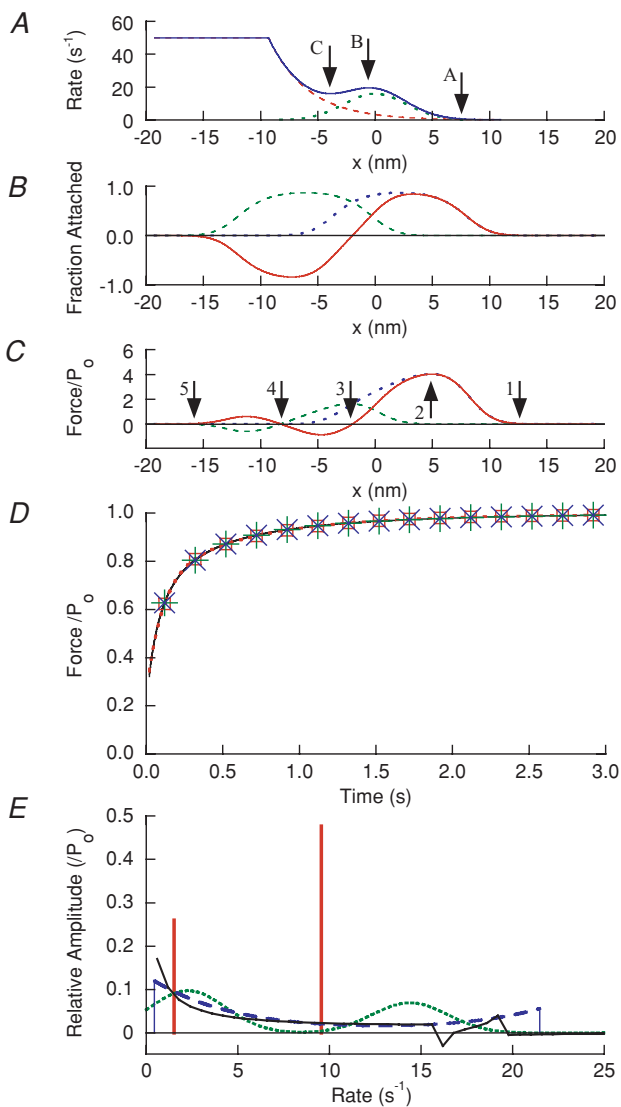 A
60
40
20
0
Rate (s-1)
C
B
A
-20 -15 -10 -5 0 5 10 15 20
x (nm)
B
1.0
0.0
-1.0
Fraction Attached
-20 -15 -10 -5 0 5 10 15 20
x (nm)
C
6
4
2
0
Force/Po
5 4 3 2 1
-20 -15 -10 -5 0 5 10 15 20
x (nm)
D
1.0
0.8
0.6
0.4
0.2
0.0
Force /Po
0.0 0.5 1.0 1.5 2.0 2.5 3.0
Time (s)
E
0.5
0.4
0.3
0.2
0.1
0
Relative Amplitude (/Po)
0 5 10 15 20 25
Rate (s-1)